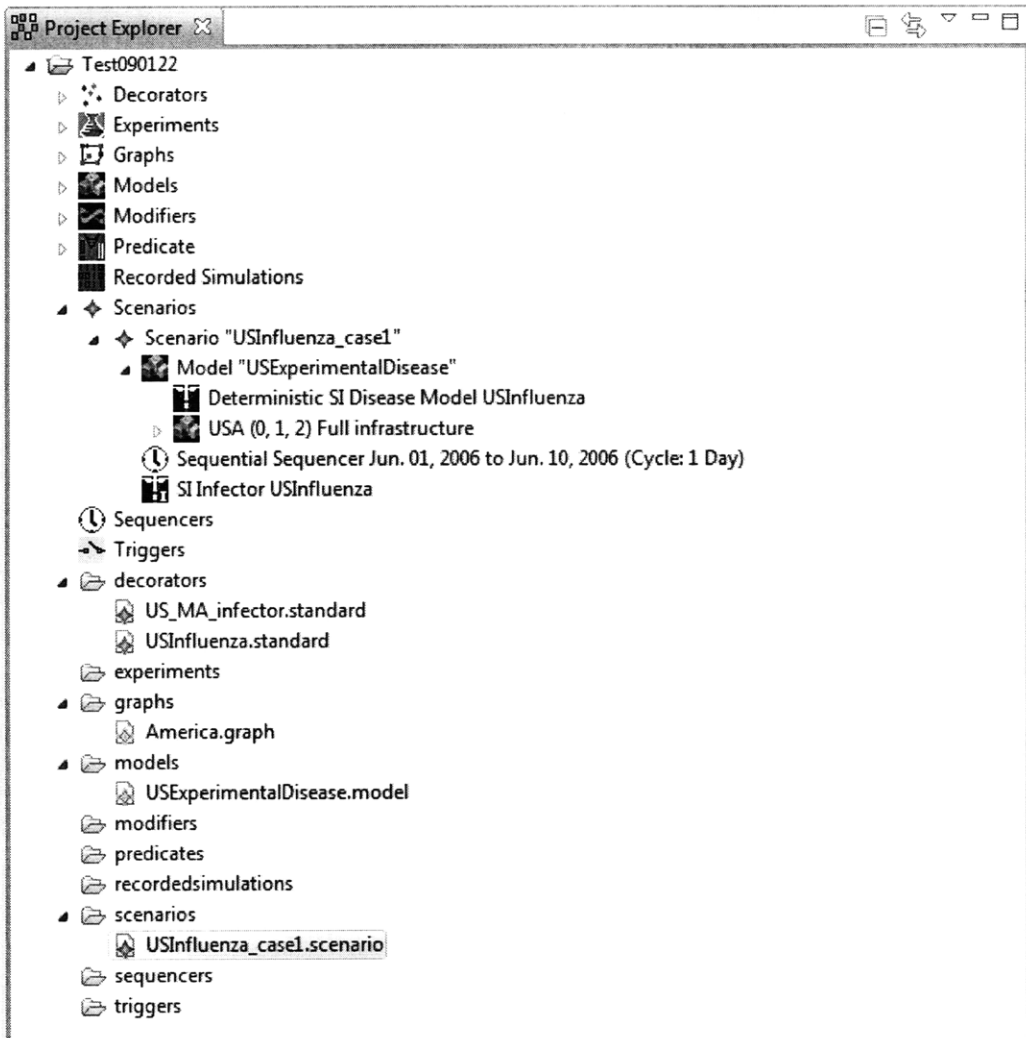 Project Explorer
Test090122
Decorators
Experiments
Graphs
Models
Modifiers
Predicate
Recorded Simulations
Scenarios
Scenario "USInfluenza_case1"
Model "USExperimentalDisease"
Deterministic SI Disease Model USInfluenza
USA (0, 1, 2) Full infrastructure
Sequential Sequencer Jun. 01, 2006 to Jun. 10, 2006 (Cycle: 1 Day)
SI Infector USInfluenza
Sequencers
Triggers
decorators
US_MA_infector.standard
USInfluenza.standard
experiments
graphs
America.graph
models
USExperimentalDisease.model
modifiers
predicates
recordedsimulations
scenarios
USInfluenza_case1.scenario
sequencers
triggers